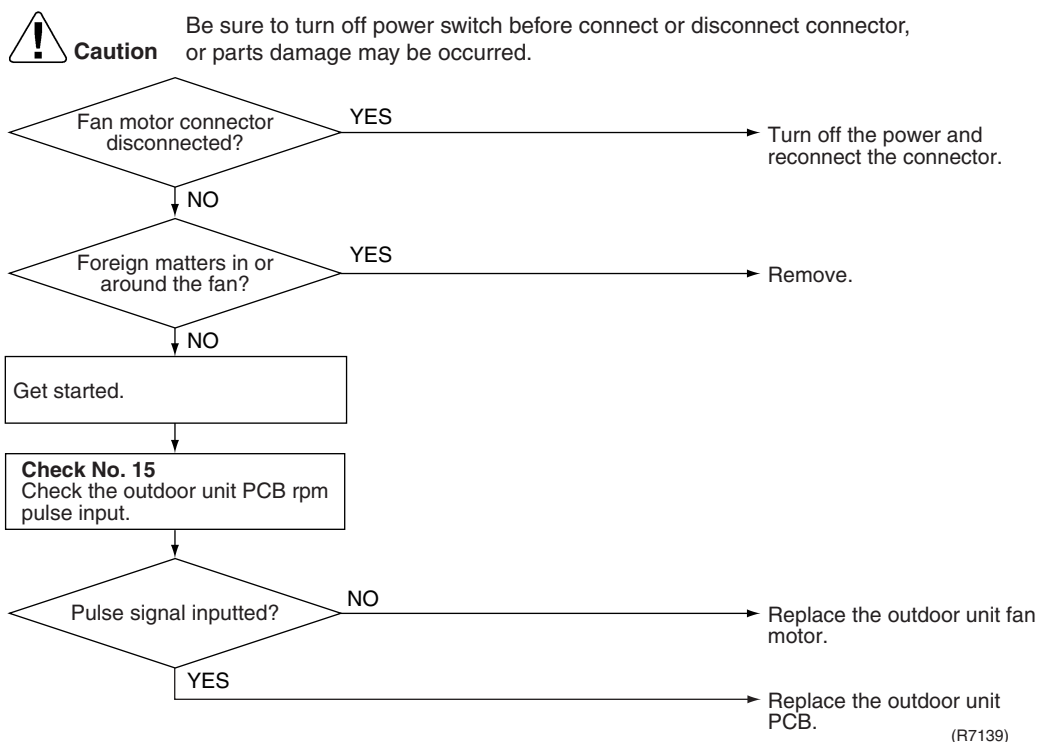 Be sure to turn off power switch before connect or disconnect connector,
Caution or parts damage may be occurred.
Fan motor connector
disconnected?
YES
Turn off the power and
reconnect the connector.
NO
Foreign matters in or
around the fan?
YES
Remove.
NO
Get started.
Check No. 15
Check the outdoor unit PCB rpm
pulse input.
Pulse signal inputted?
NO
Replace the outdoor unit fan
motor.
YES
Replace the outdoor unit
PCB.
(R7139)